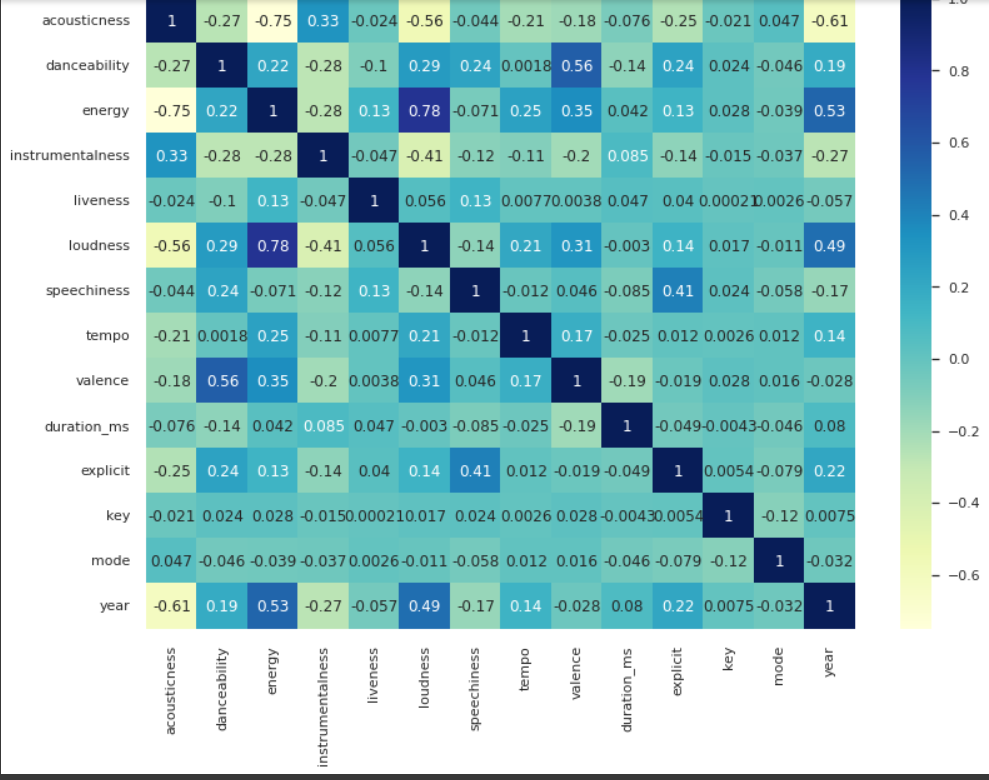 1.0
acousticness 1 -0.27 -0.75 0.33 -0.024 -0.56 -0.044 -0.21 -0.18 -0.076 -0.25 -0.021 0.047 -0.61
danceability -0.27 1 0.22 -0.28 -0.1 0.29 0.24 0.0018 0.56 -0.14 0.24 0.024 -0.046 0.19
0.8
energy -0.75 0.22 1 -0.28 0.13 0.78 -0.071 0.25 0.35 0.042 0.13 0.028 -0.039 0.53
0.6
instrumentalness 0.33 -0.28 -0.28 1 -0.047 -0.41 -0.12 -0.11 -0.2 0.085 -0.14 -0.015 -0.037 -0.27
liveness -0.024 -0.1 0.13 -0.047 1 0.056 0.13 0.0077 0.0038 0.047 0.04 0.00021 0.0026 -0.057
0.4
loudness -0.56 0.29 0.78 -0.41 0.056 1 -0.14 0.21 0.31 -0.003 0.14 0.017 -0.011 0.49
speechiness -0.044 0.24 -0.071 -0.12 0.13 -0.14 1 -0.012 0.046 -0.085 0.41 0.024 -0.058 -0.17
0.2
tempo -0.21 0.0018 0.25 -0.11 0.0077 0.21 -0.012 1 0.17 -0.025 0.012 0.0026 0.012 0.14
0.0
valence -0.18 0.56 0.35 -0.2 0.0038 0.31 0.046 0.17 1 -0.19 -0.019 0.028 0.016 -0.028
duration_ms -0.076 -0.14 0.042 0.085 0.047 -0.003 -0.085 -0.025 -0.19 1 -0.049 -0.0043 -0.046 0.08
−0.2
explicit -0.25 0.24 0.13 -0.14 0.04 0.14 0.41 0.012 -0.019 -0.049 1 0.0054 -0.079 0.22
−0.4
key -0.021 0.024 0.028 -0.015 0.00021 0.017 0.024 0.0026 0.028 -0.0043 0.0054 1 -0.12 0.0075
mode 0.047 -0.046 -0.039 -0.037 0.0026 -0.011 -0.058 0.012 0.016 -0.046 -0.079 -0.12 1 -0.032
−0.6
year -0.61 0.19 0.53 -0.27 -0.057 0.49 -0.17 0.14 -0.028 0.08 0.22 0.0075 -0.032 1
acousticness
danceability
energy
instrumentalness
liveness
loudness
speechiness
tempo
valence
duration_ms
explicit
key
mode
year